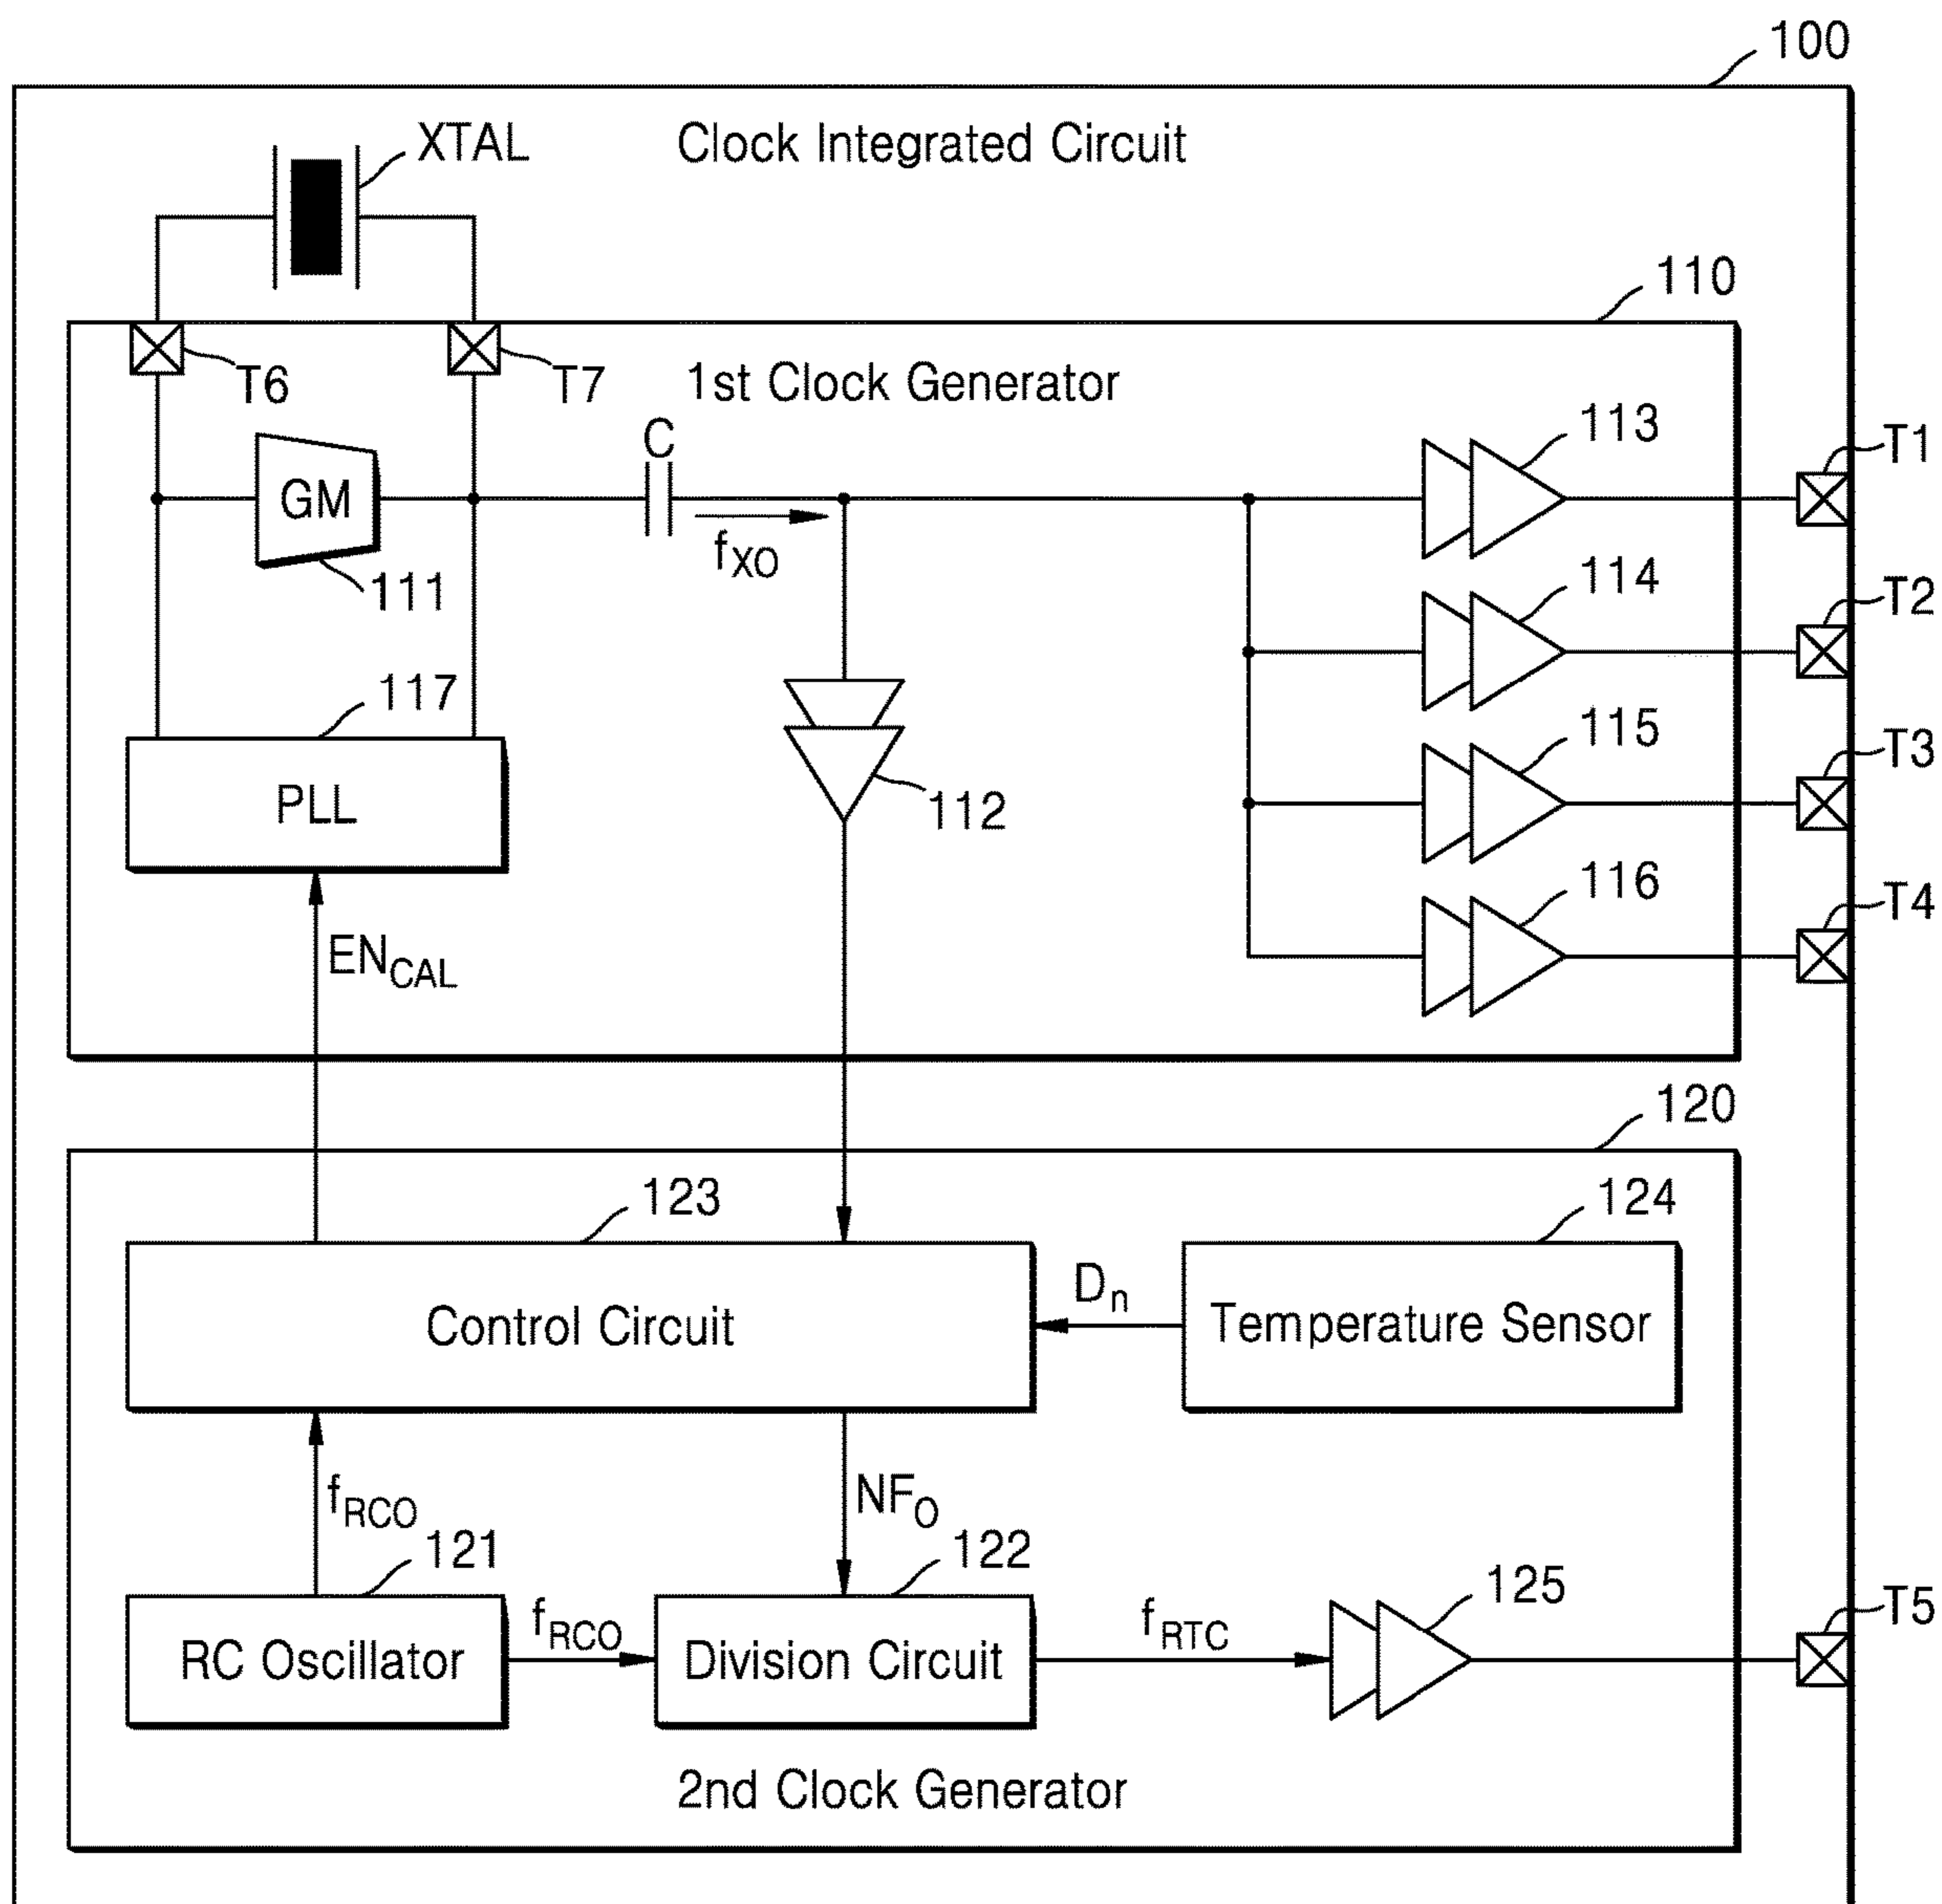 100
XTAL
Clock Integrated Circuit
110
T6
T7
1st Clock Generator
C
113
T1
GM
fXO
111
114
T2
117
115
T3
PLL
112
116
T4
ENCAL
120
123
124
Dn
Control Circuit
Temperature Sensor
fRCO
NFO
121
122
125
fRCO
fRTC
T5
RC Oscillator
Division Circuit
2nd Clock Generator